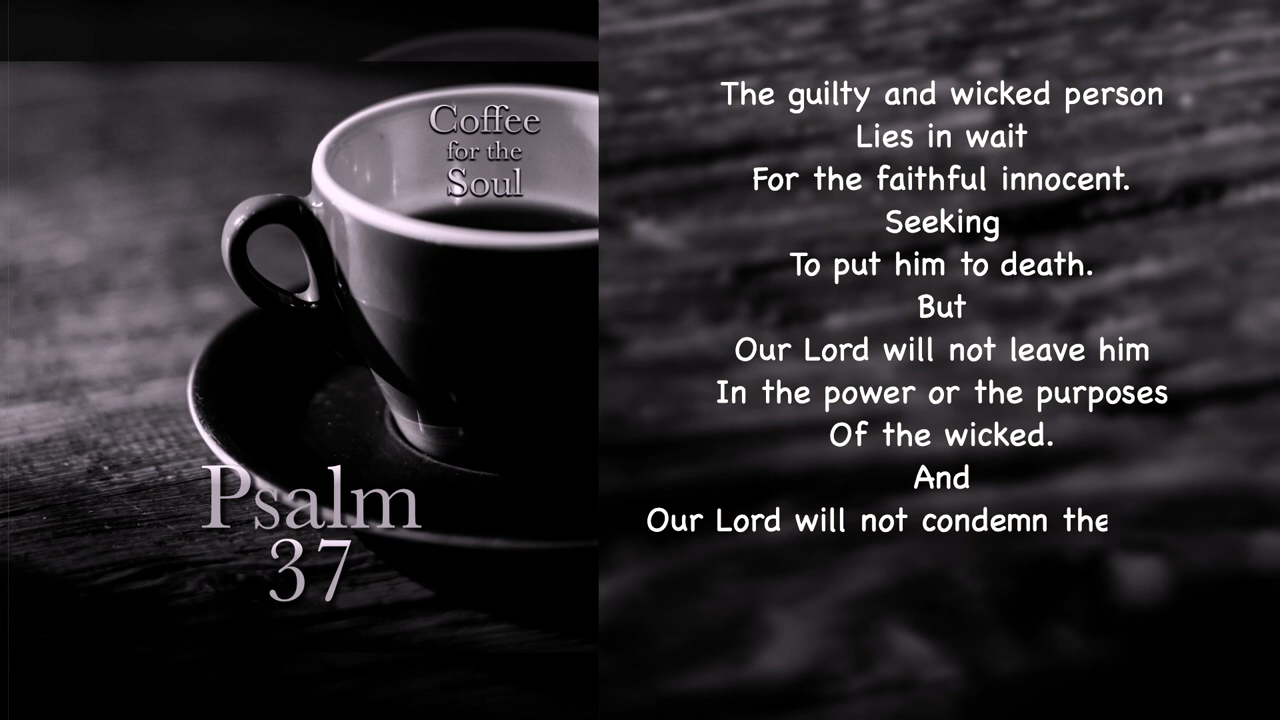 Coffee
for the
Soul
Psalm
37
The guilty and wicked person
Lies in wait
For the faithful innocent.
Seeking
To put him to death.
But
Our Lord will not leave him
In the power or the purposes
Of the wicked.
And
Our Lord will not condemn the